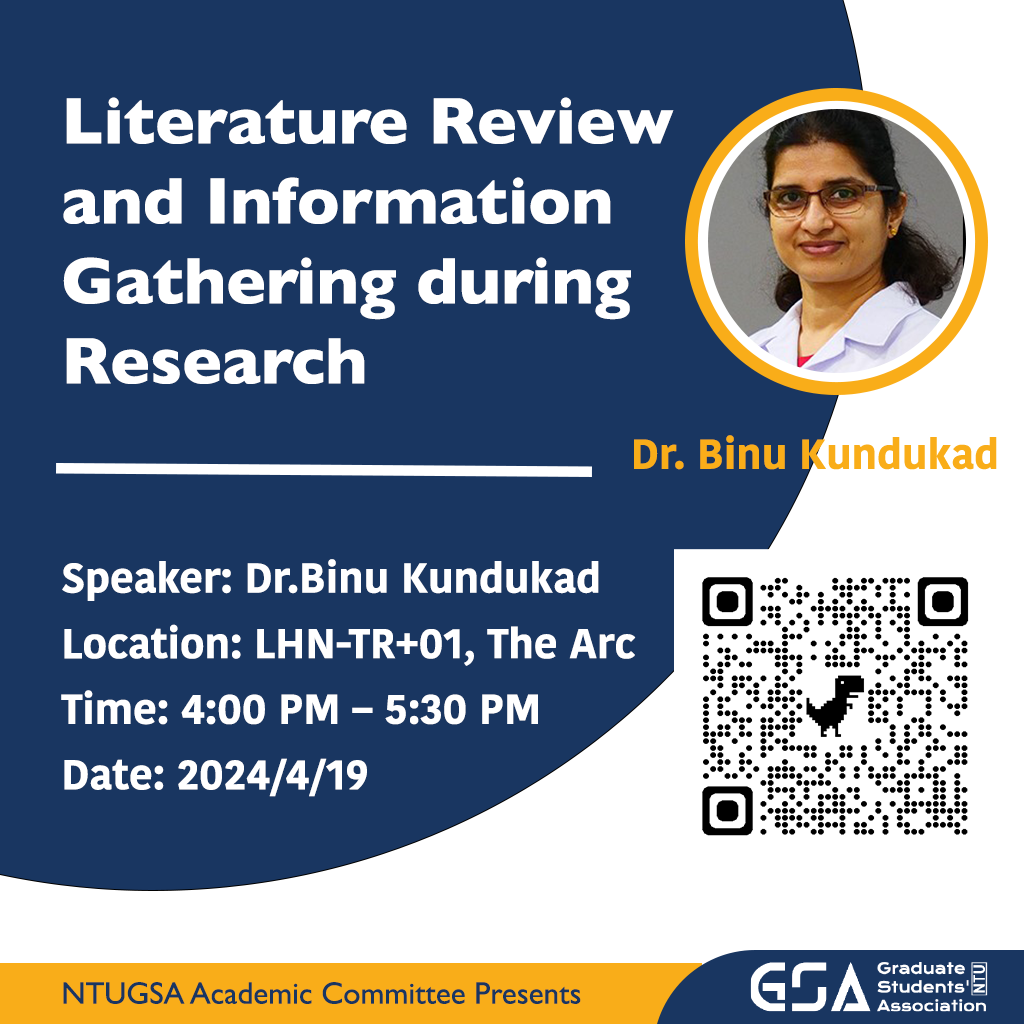 Literature Review
and Information
Gathering during
Research
Dr. Binu Kundukad
Speaker: Dr.Binu Kundukad
Location: LHN-TR+01, The Arc
Time: 4:00 PM – 5:30 PM
Date: 2024/4/19
NTUGSA Academic Committee Presents
GSA
Graduate
Students'
Association
NTU